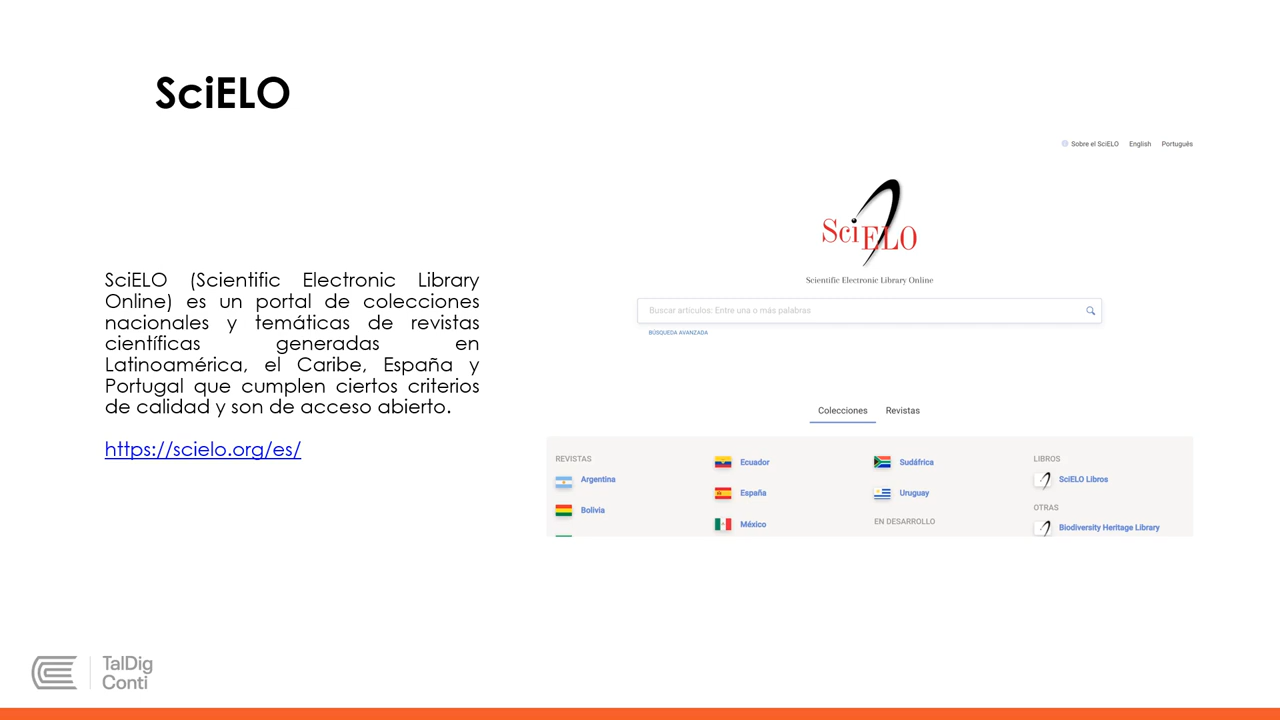 SciELO
SciELO (Scientific Electronic Library
Online) es un portal de colecciones
nacionales y temáticas de revistas
científicas generadas en
Latinoamérica, el Caribe, España y
Portugal que cumplen ciertos criterios
de calidad y son de acceso abierto.
https://scielo.org/es/
Sobre el SciELO English Português
SciELO
Scientific Electronic Library Online
Buscar artículos: Entre una o más palabras
BÚSQUEDA AVANZADA
Colecciones Revistas
REVISTAS
Argentina
Bolivia
Ecuador
España
México
Sudáfrica
Uruguay
EN DESARROLLO
LIBROS
SciELO Libros
OTRAS
Biodiversity Heritage Library
TalDig
Conti